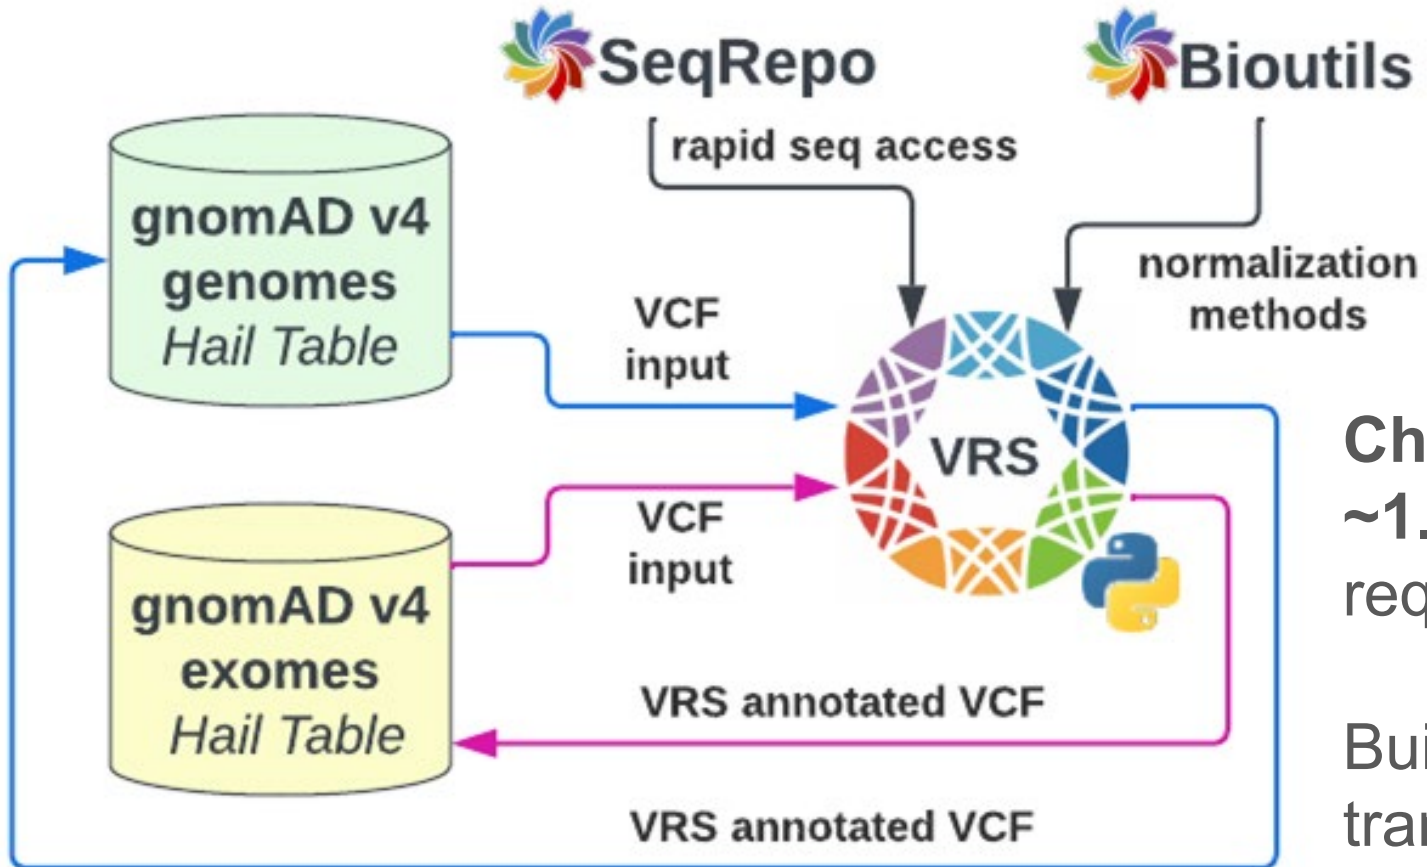 SeqRepo
Bioutils
rapid seq access
gnomAD v4
genomes
Hail Table
normalization
methods
VCF
input
VRS
VCF
input
gnomAD v4
exomes
Hail Table
VRS annotated VCF
VRS annotated VCF
~1.